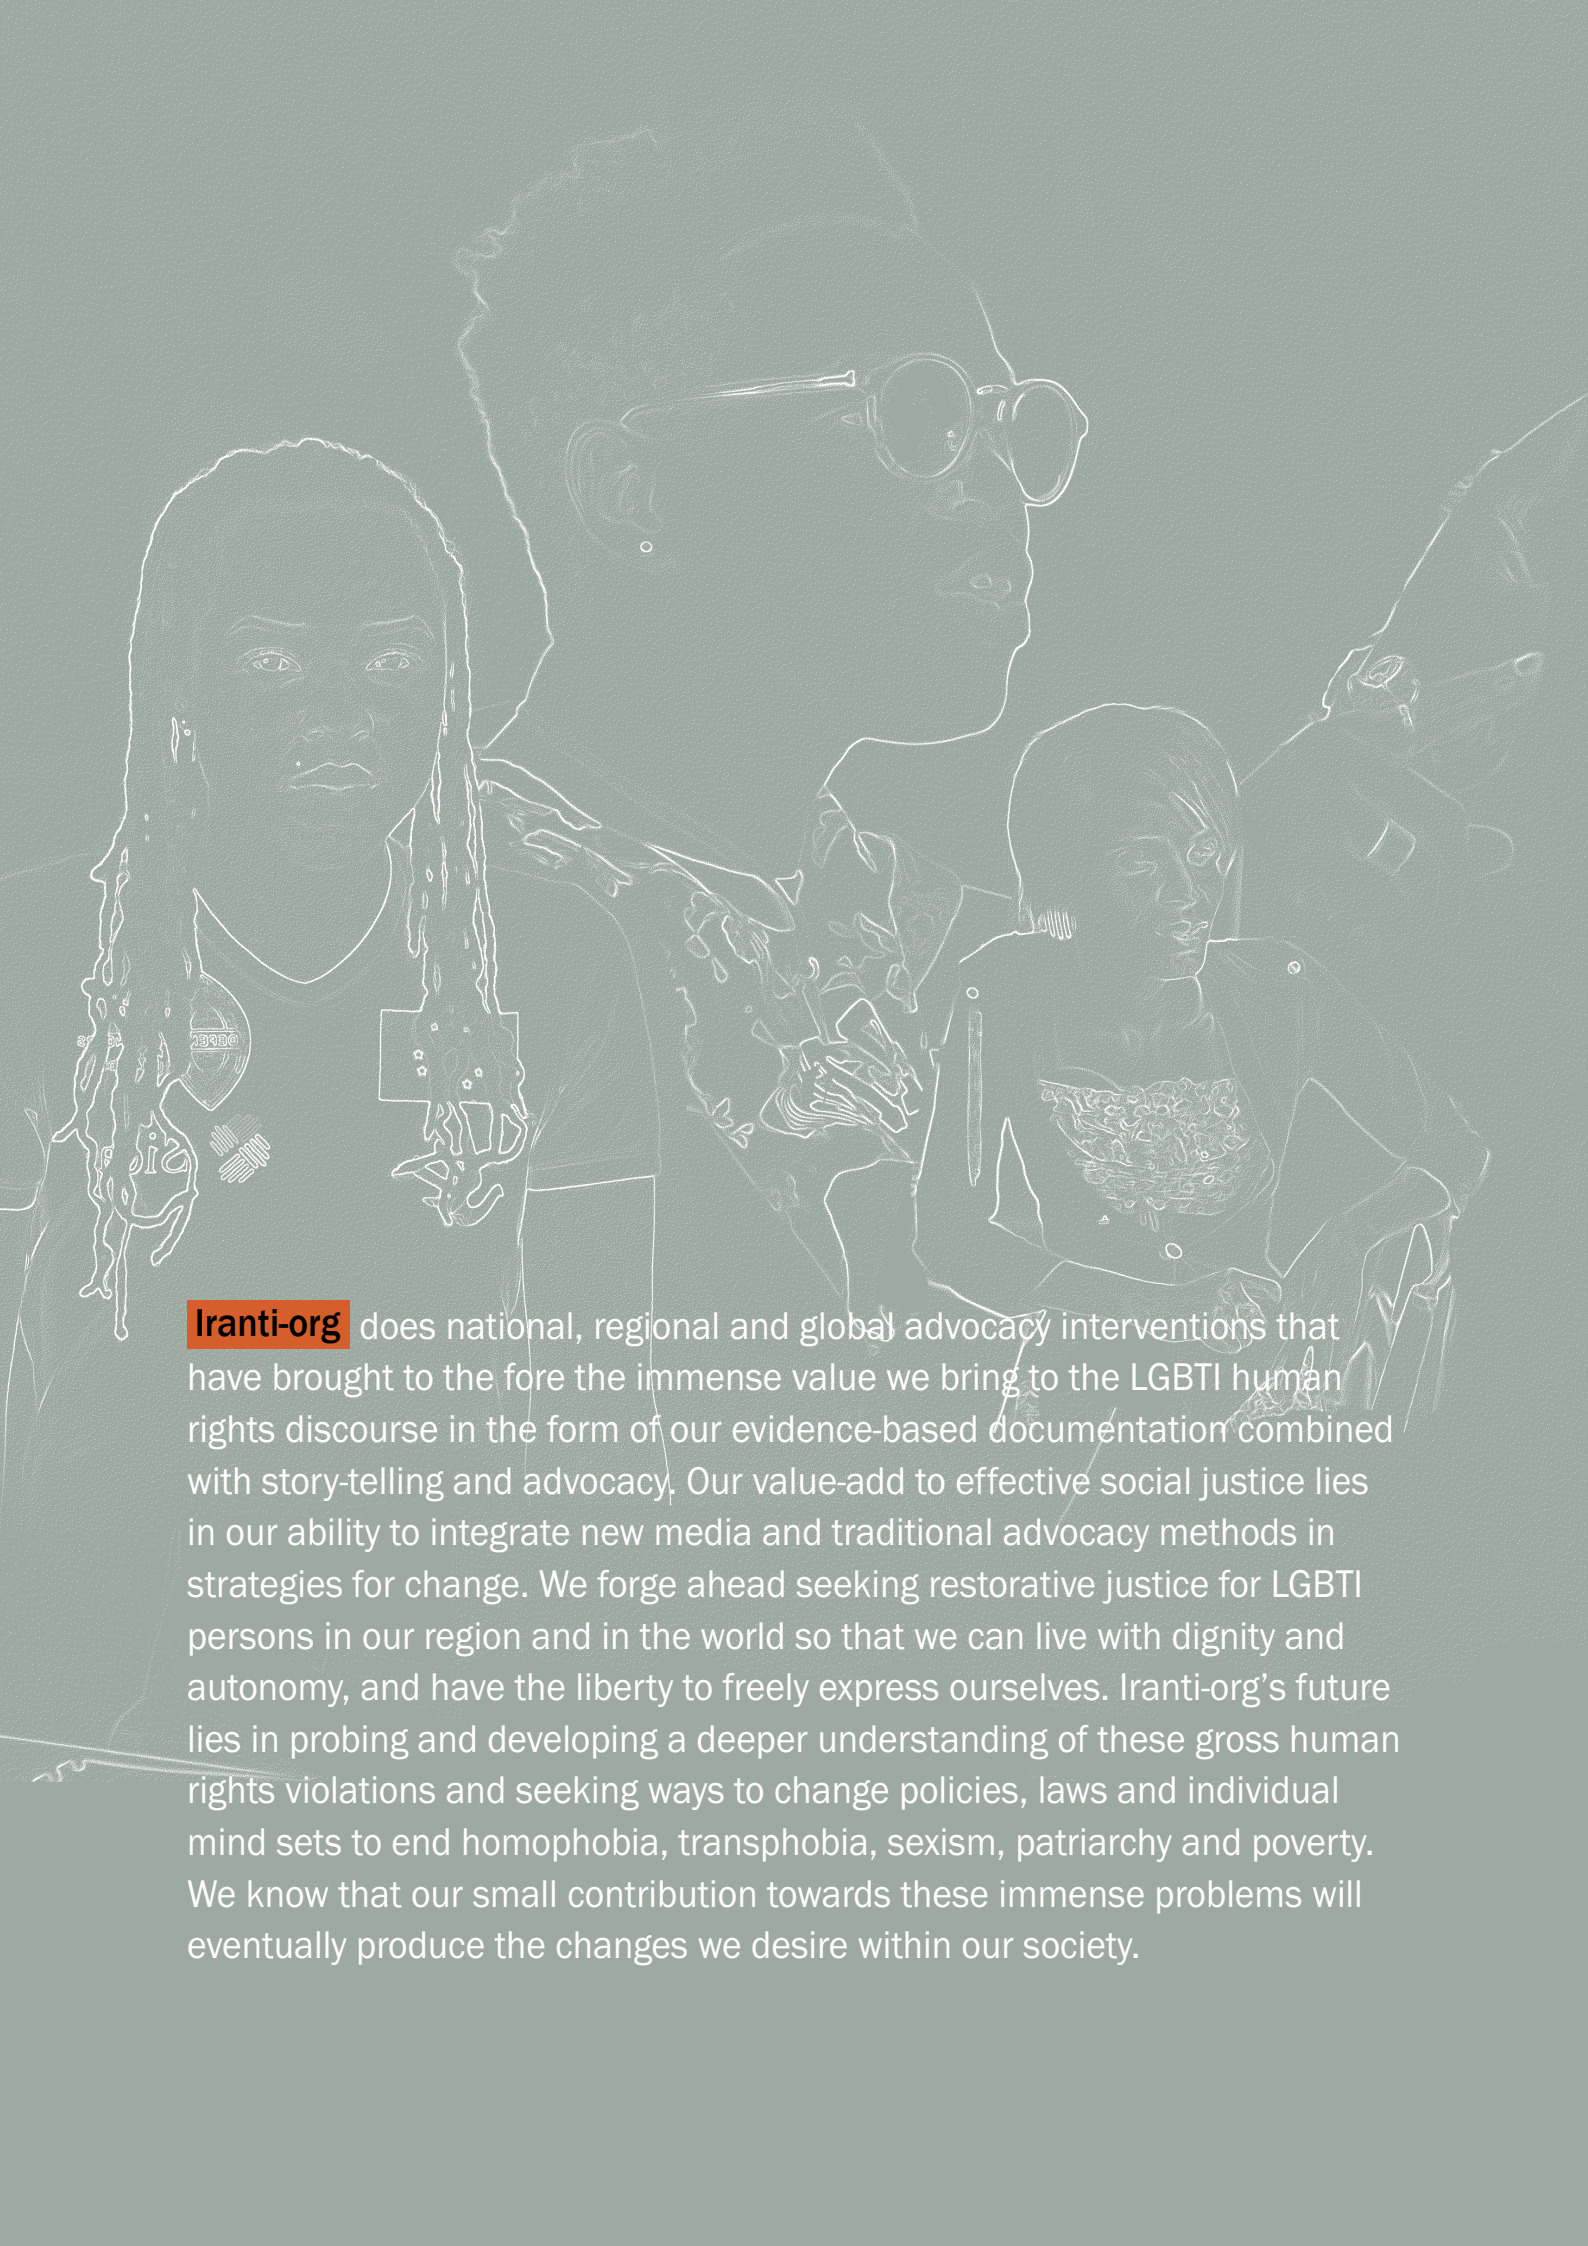 Iranti-org does national, regional and global advocacy interventions that
have brought to the fore the immense value we bring to the LGBTI human
rights discourse in the form of our evidence-based documentation combined
with story-telling and advocacy. Our value-add to effective social justice lies
in our ability to integrate new media and traditional advocacy methods in
strategies for change. We forge ahead seeking restorative justice for LGBTI
persons in our region and in the world so that we can live with dignity and
autonomy, and have the liberty to freely express ourselves. Iranti-org’s future
lies in probing and developing a deeper understanding of these gross human
rights violations and seeking ways to change policies, laws and individual
mind sets to end homophobia, transphobia, sexism, patriarchy and poverty.
We know that our small contribution towards these immense problems will
eventually produce the changes we desire within our society.